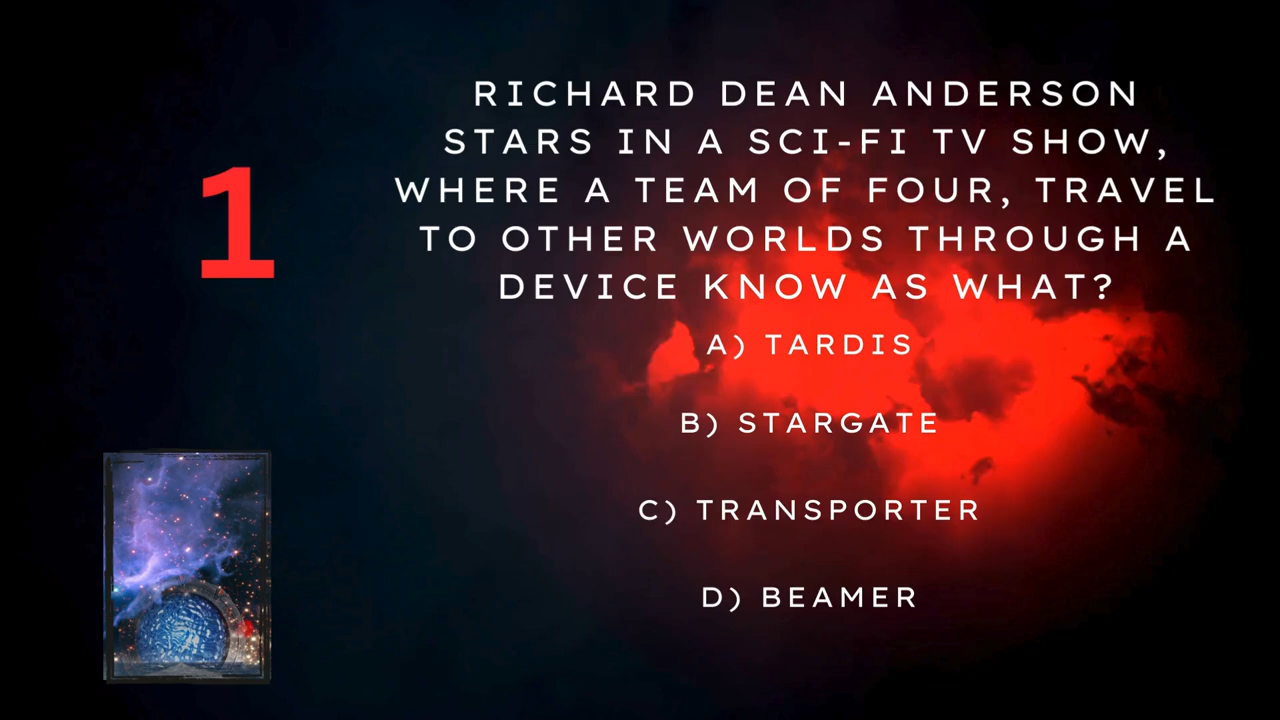 1
RICHARD DEAN ANDERSON
STARS IN A SCI-FI TV SHOW,
WHERE A TEAM OF FOUR, TRAVEL
TO OTHER WORLDS THROUGH A
DEVICE KNOW AS WHAT?
A) TARDIS
B) STARGATE
C) TRANSPORTER
D) BEAMER